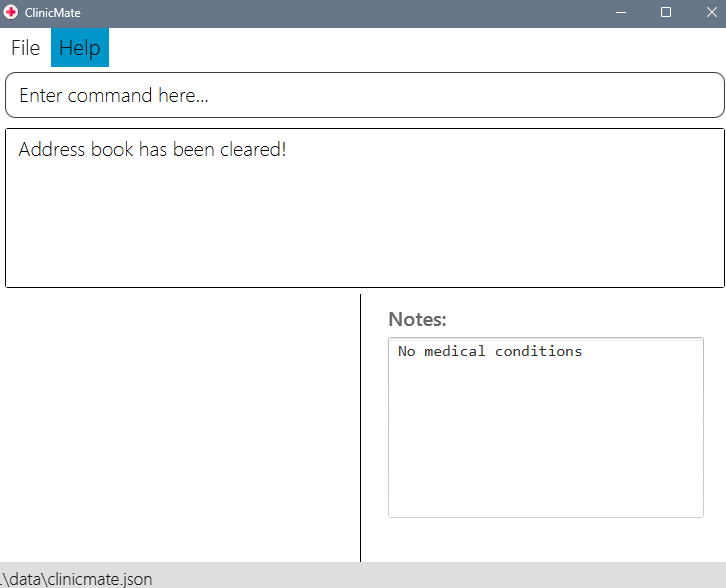 ClinicMate
File Help
Enter command here...
Address book has been cleared!
Notes:
No medical conditions
.\data\clinicmate.json